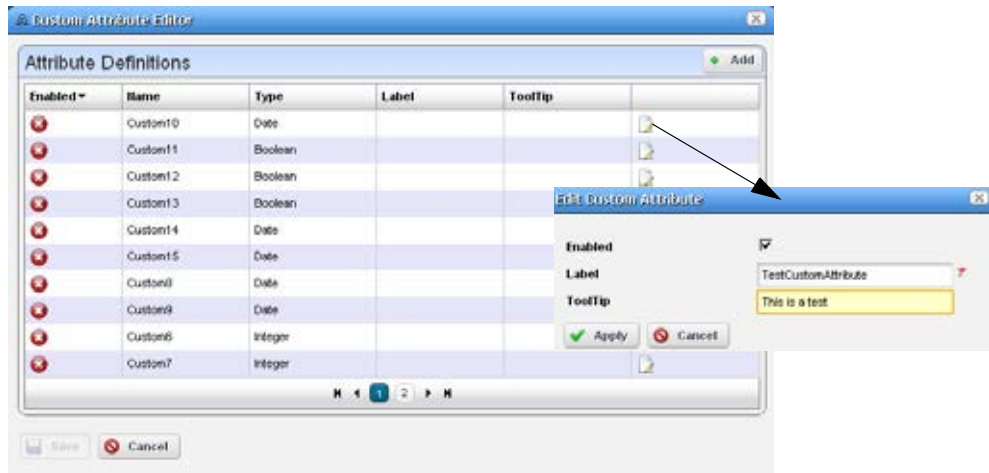 Custom Attribute Editor
Attribute Definitions
Add
Enabled Name Type Label ToolTip
Custom10 Date
Custom11 Boolean
Custom12 Boolean
Custom13 Boolean
Custom14 Date
Custom15 Date
Custom8 Date
Custom9 Date
Custom6 Integer
Custom7 Integer
1 2
Save Cancel
Edit Custom Attribute
Enabled
Label TestCustomAttribute
ToolTip This is a test
Apply Cancel